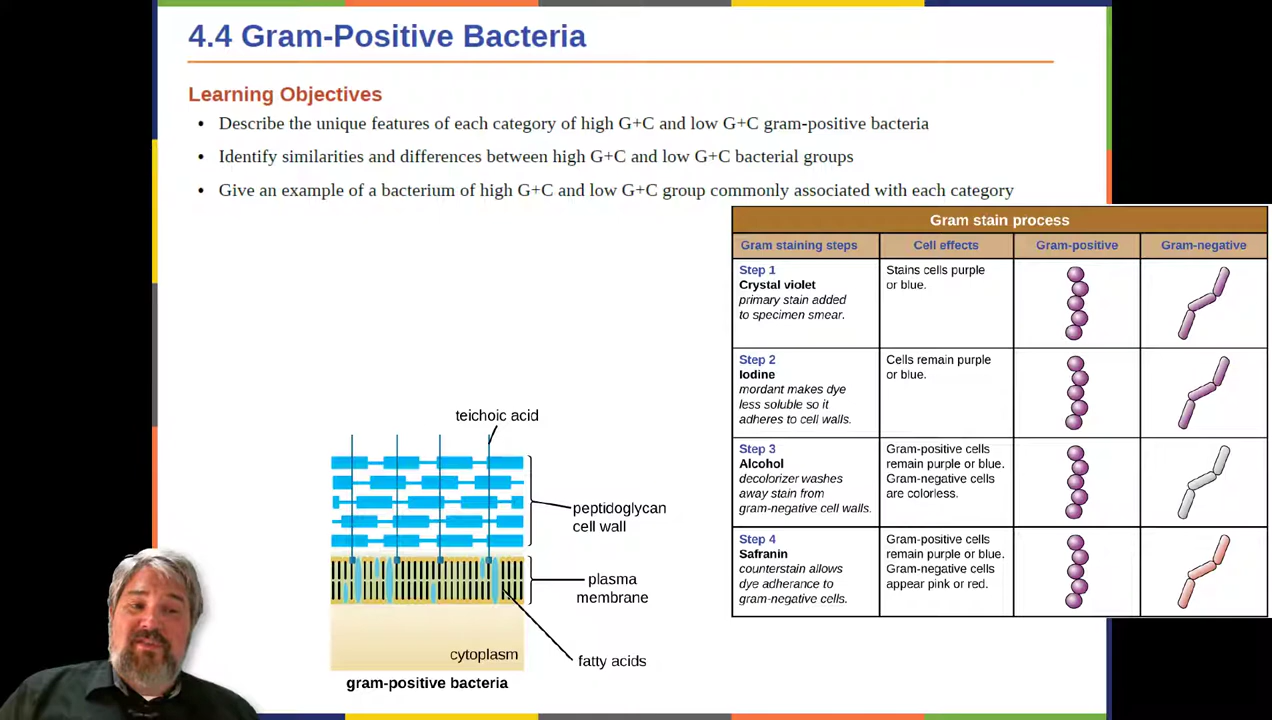 4.4 Gram-Positive Bacteria
Learning Objectives
• Describe the unique features of each category of high G+C and low G+C gram-positive bacteria
• Identify similarities and differences between high G+C and low G+C bacterial groups
• Give an example of a bacterium of high G+C and low G+C group commonly associated with each category
Gram stain process
Gram staining steps
Cell effects
Gram-positive
Gram-negative
Step 1
Crystal violet
primary stain added
to specimen smear.
Stains cells purple
or blue.
Step 2
Iodine
mordant makes dye
less soluble so it
adheres to cell walls.
Cells remain purple
or blue.
Step 3
Alcohol
decolorizer washes
away stain from
gram-negative cell walls.
Gram-positive cells
remain purple or blue.
Gram-negative cells
are colorless.
Step 4
Safranin
counterstain allows
dye adherance to
gram-negative cells.
Gram-positive cells
remain purple or blue.
Gram-negative cells
appear pink or red.
teichoic acid
peptidoglycan
cell wall
plasma
membrane
cytoplasm
fatty acids
gram-positive bacteria